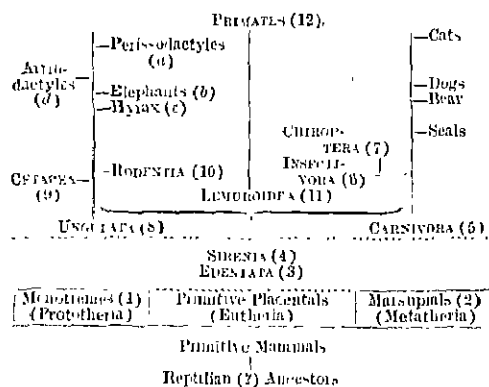 PRIMATES (12).
Perissodactyles
(a)
Cats
Artio-
dactyles
(d)
Elephants (b)
Hyrax (c)
Dogs
Bear
CHIROP-
TERA (7)
Seals
INSECTI-
VORA (6)
RODENTIA (10)
CETACEA
(9)
LEMUROIDEA (11)
UNGULATA (8)
CARNIVORA (5)
SIRENIA (4)
EDENTATA (3)
Monotremes (1)
(Prototheria)
Primitive Placentals
(Eutheria)
Marsupials (2)
(Metatheria)
Primitive Mammals
Reptilian (?) Ancestors